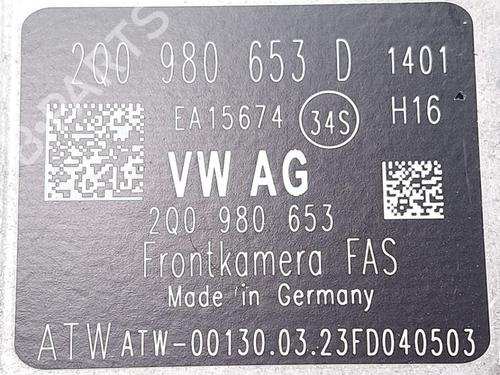 2Q0 980 653 D 1401
EA15674 34S H16
VW AG
2Q0 980 653
Frontkamera FAS
Made in Germany
ATW ATW-00130.03.23FD040503
B-PARTS